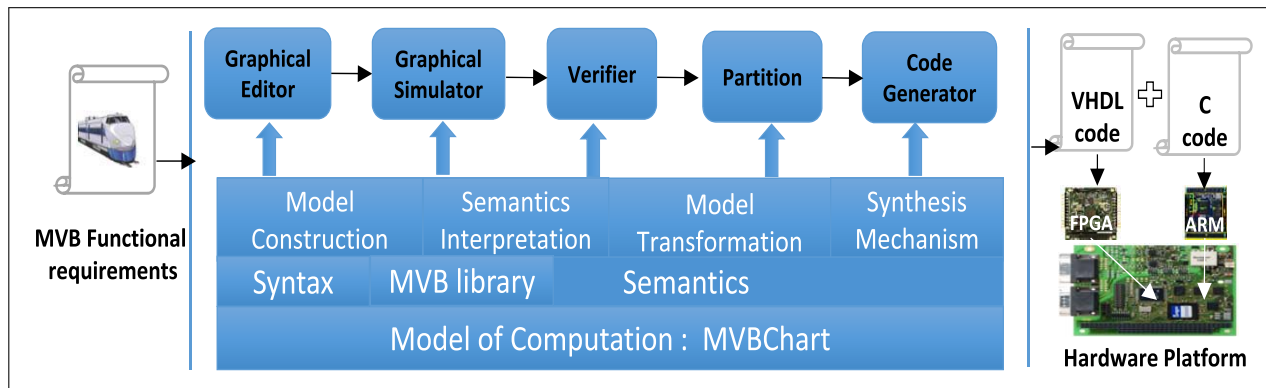 MVB Functional
requirements
Graphical
Editor
Graphical
Simulator
Verifier
Partition
Code
Generator
Model
Construction
Semantics
Interpretation
Model
Transformation
Synthesis
Mechanism
Syntax
MVB library
Semantics
Model of Computation : MVBChart
VHDL
code
C
code
FPGA
ARM
Hardware Platform